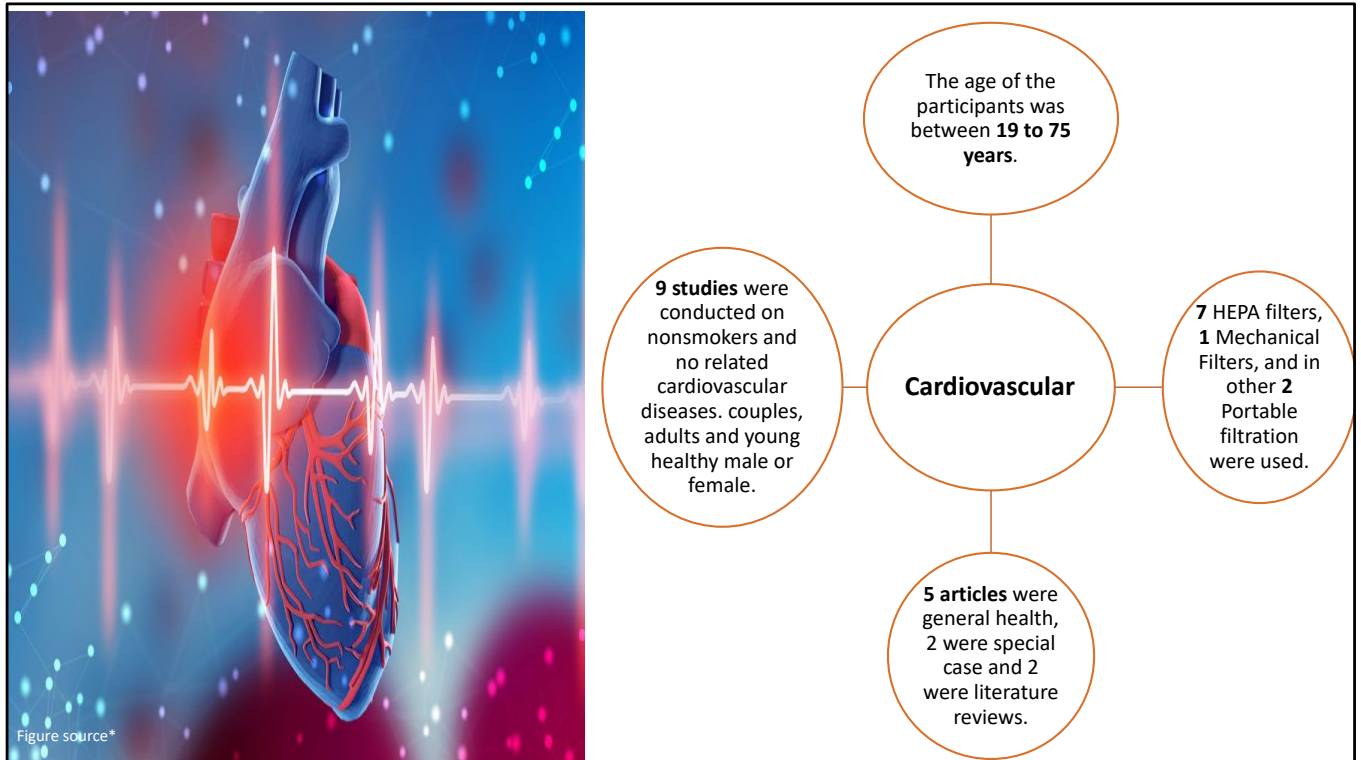 The age of the
participants was
between 19 to 75
years.
9 studies were
conducted on
nonsmokers and
no related
cardiovascular
diseases. couples,
adults and young
healthy male or
female.
Cardiovascular
7 HEPA filters,
1 Mechanical
Filters, and in
other 2
Portable
filtration
were used.
5 articles were
general health,
2 were special
case and 2
were literature
reviews.
Figure source*